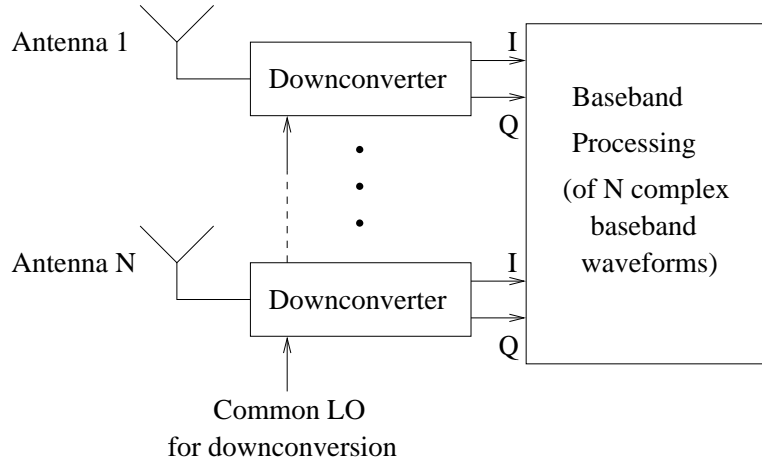 Antenna 1
Downconverter
I
Q
Baseband
Processing
(of N complex
baseband
waveforms)
Antenna N
Downconverter
I
Q
Common LO
for downconversion